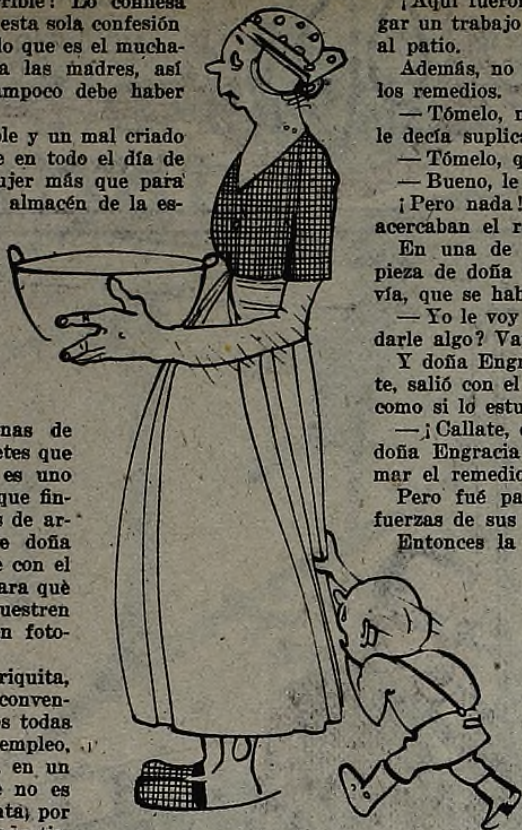 rrible! Lo confiesa
esta sola confesión
lo que es el mucha-
a las madres, así
ampoco debe haber
ble y un mal criado
e en todo el día de
ujer más que para
almacén de la es-
nas de
etes que
es uno
que fin-
s de ar-
e doña
e con el
ara què
uestren
n foto-
riquita,
conven-
s todas
empleo,
en un
e no es
nta, por
¡Aquí fueron
gar un trabajo
al patio.
Además, no
los remedios.
— Tómelo,
le decía suplica
— Tómelo, q
— Bueno, le
¡Pero nada!
acercaban el r
En una de
pieza de doña
vía, que se hab
— Yo le voy
darle algo? Va
Y doña Engr
te, salió con el
como si lo estu
—¡Callate,
doña Engracia
mar el remedio
Pero fué pa
fuerzas de sus
Entonces la